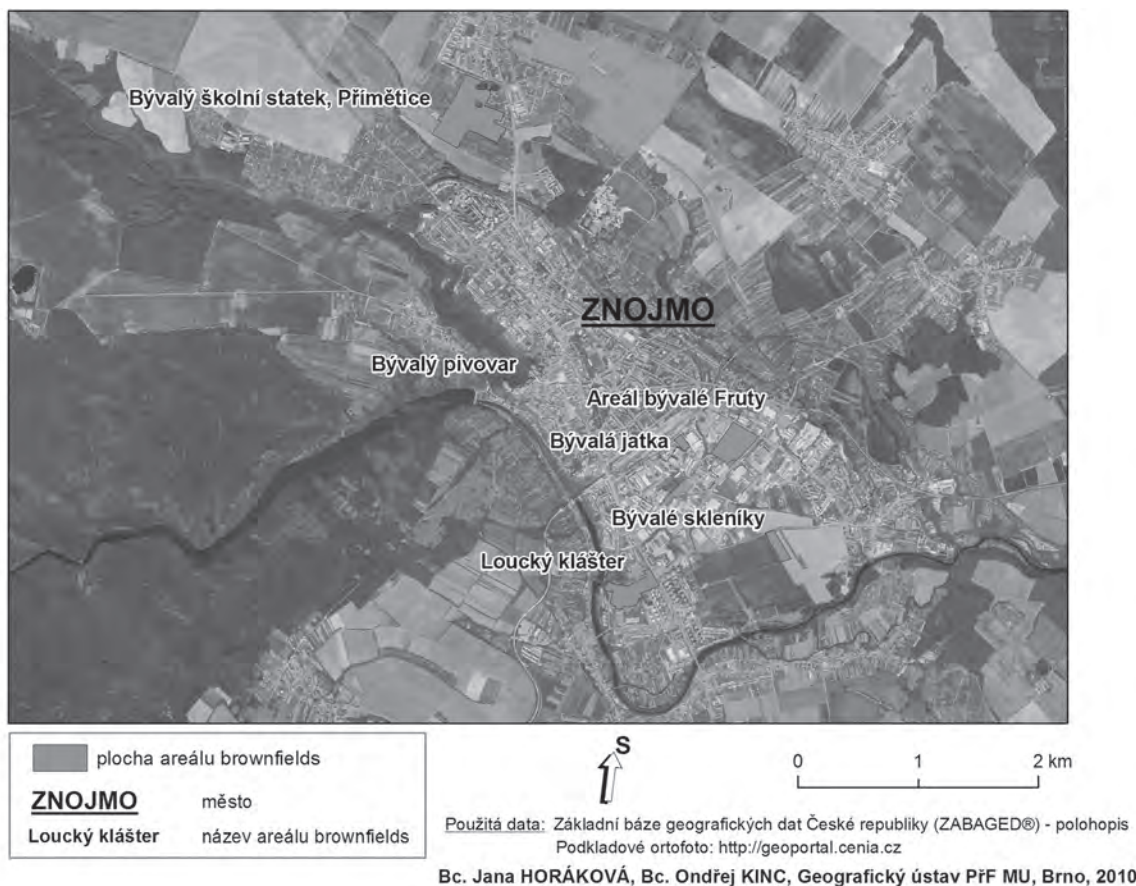 Bývalý školní statek, Přímětice
ZNOJMO
Bývalý pivovar
Areál bývalé Fruty
Bývalá jatka
Bývalé skleníky
Loucký klášter
plocha areálu brownfields
ZNOJMO město
Loucký klášter název areálu brownfields
S
0 1 2 km
Použitá data: Základní báze geografických dat České republiky (ZABAGED®) - polohopis
Podkladové ortofoto: http://geoportal.cenia.cz
Bc. Jana HORÁKOVÁ, Bc. Ondřej KINC, Geografický ústav PřF MU, Brno, 2010